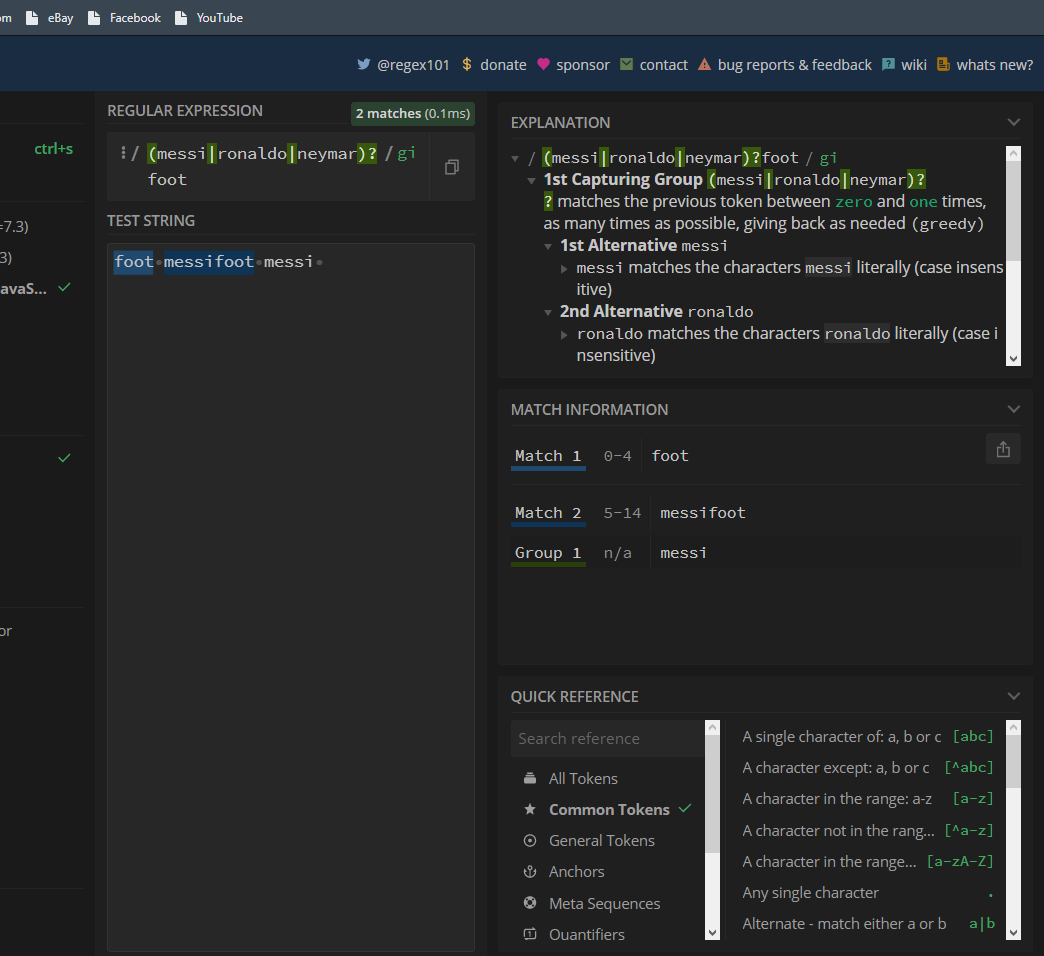 om eBay Facebook YouTube
@regex101 $ donate sponsor contact bug reports & feedback ? wiki whats new?
ctrl+s
=7.3)
3)
avaS...
or
REGULAR EXPRESSION 2 matches (0.1ms)
/ (messi|ronaldo|neymar)? / gi
foot
TEST STRING
foot·messifoot·messi·
EXPLANATION
/ (messi|ronaldo|neymar)?foot / gi
1st Capturing Group (messi|ronaldo|neymar)?
? matches the previous token between zero and one times,
as many times as possible, giving back as needed (greedy)
1st Alternative messi
messi matches the characters messi literally (case insens
itive)
2nd Alternative ronaldo
ronaldo matches the characters ronaldo literally (case i
nsensitive)
MATCH INFORMATION
Match 1 0-4 foot
Match 2 5-14 messifoot
Group 1 n/a messi
QUICK REFERENCE
Search reference
All Tokens
Common Tokens
General Tokens
Anchors
Meta Sequences
Quantifiers
A single character of: a, b or c [abc]
A character except: a, b or c [^abc]
A character in the range: a-z [a-z]
A character not in the rang... [^a-z]
A character in the range... [a-zA-Z]
Any single character .
Alternate - match either a or b a|b